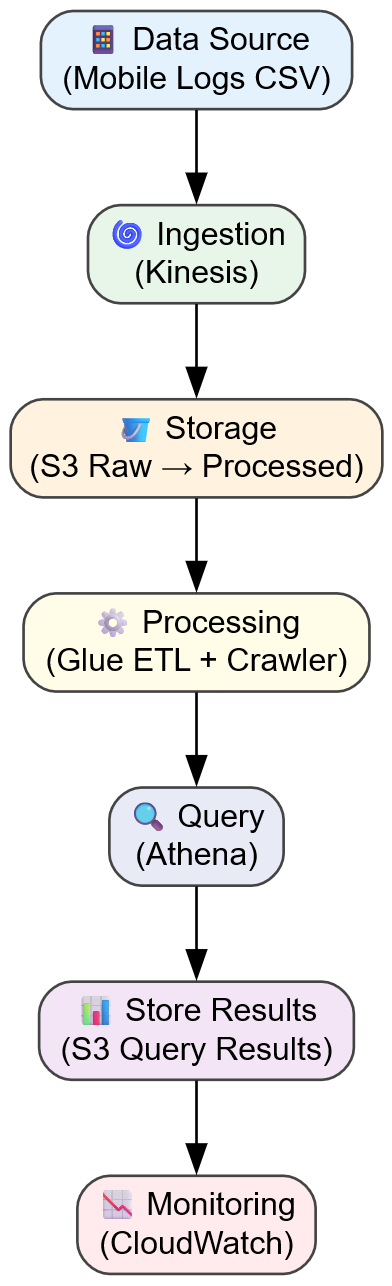 Data Source
(Mobile Logs CSV)
Ingestion
(Kinesis)
Storage
(S3 Raw → Processed)
Processing
(Glue ETL + Crawler)
Query
(Athena)
Store Results
(S3 Query Results)
Monitoring
(CloudWatch)